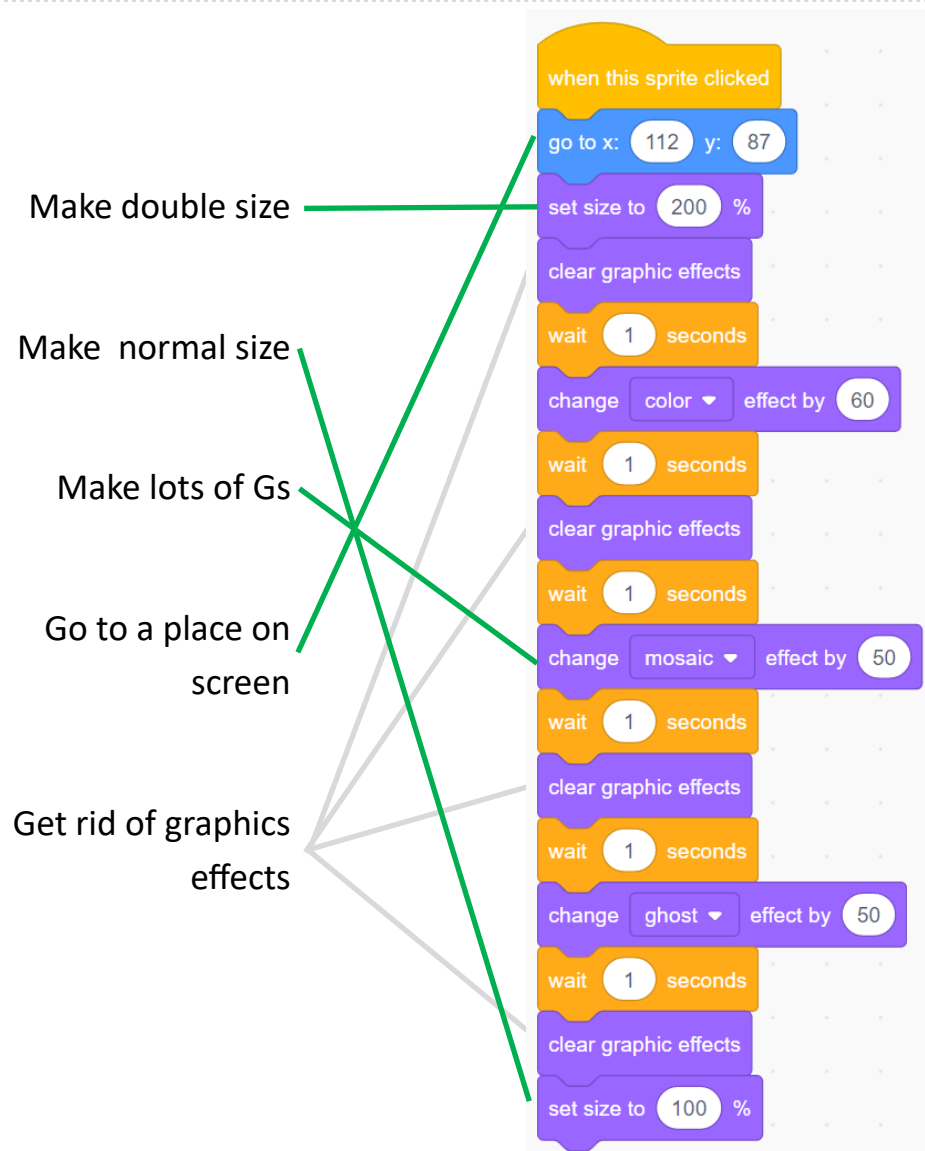 when this sprite clicked
go to x: 112 y: 87
Make double size
set size to 200 %
clear graphic effects
Make normal size
wait 1 seconds
change color effect by 60
wait 1 seconds
Make lots of Gs
clear graphic effects
wait 1 seconds
Go to a place on
screen
change mosaic effect by 50
wait 1 seconds
clear graphic effects
Get rid of graphics
effects
wait 1 seconds
change ghost effect by 50
wait 1 seconds
clear graphic effects
set size to 100 %